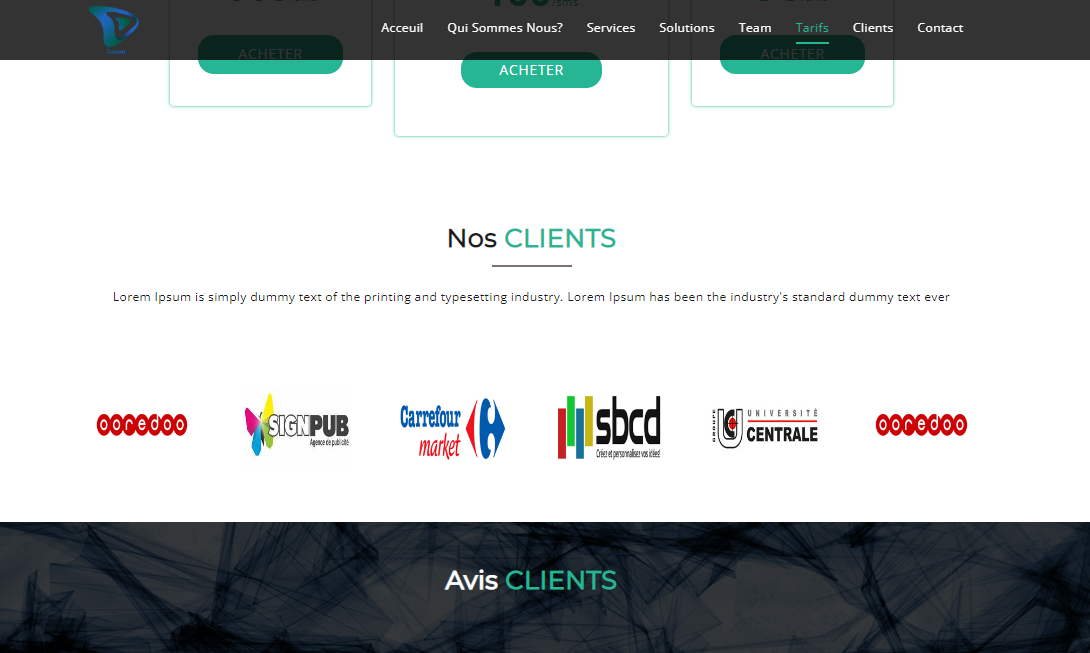 /sms
Acceuil Qui Sommes Nous? Services Solutions Team Tarifs Clients Contact
ACHETER ACHETER
ACHETER
Nos CLIENTS
Lorem Ipsum is simply dummy text of the printing and typesetting industry. Lorem Ipsum has been the industry's standard dummy text ever
ooredoo
SIGNPUB
Agence de publicité
Carrefour
market
sbcd
Créez et personnalisez vos idées!
GROUPE
UNIVERSITÉ
CENTRALE
ooredoo
Avis CLIENTS